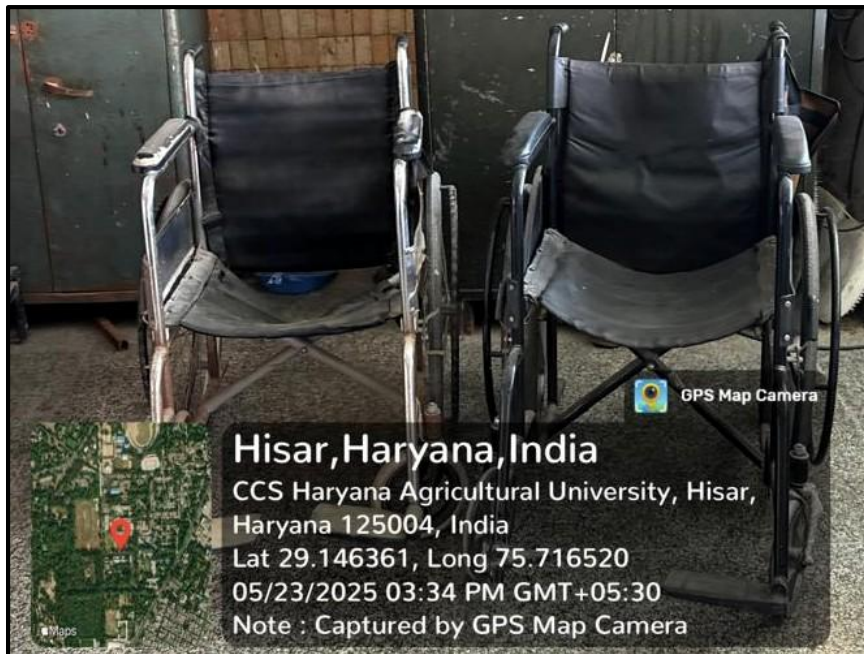 GPS Map Camera
Hisar,Haryana,India
CCS Haryana Agricultural University, Hisar,
Haryana 125004, India
Lat 29.146361, Long 75.716520
05/23/2025 03:34 PM GMT+05:30
Note : Captured by GPS Map Camera
Maps